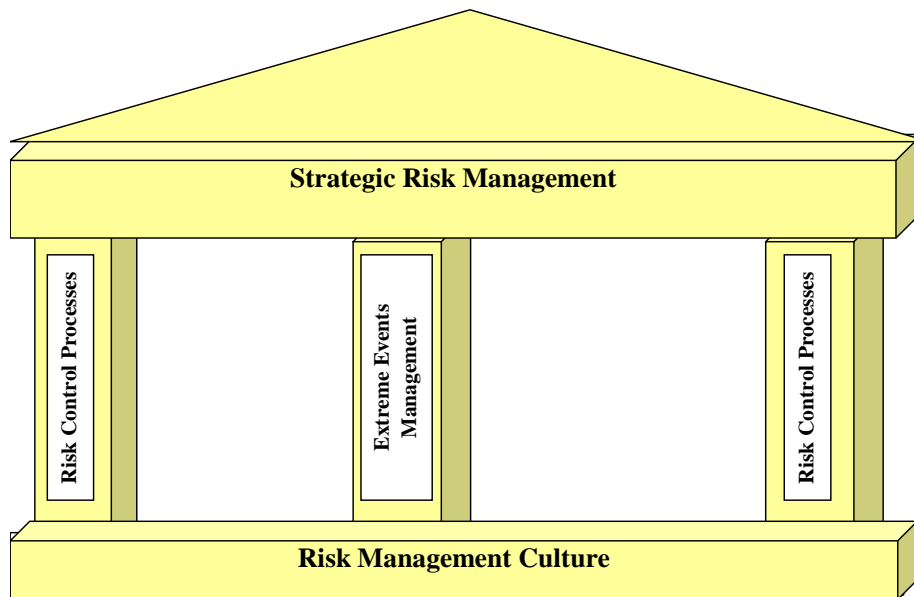 Strategic Risk Management
Risk Control Processes
Extreme Events
Management
Risk Control Processes
Risk Management Culture